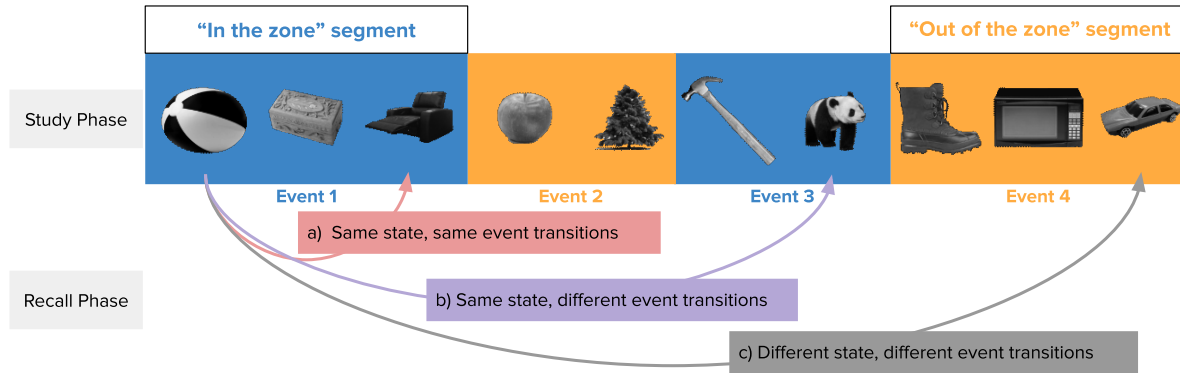 “In the zone” segment
“Out of the zone” segment
Study Phase
Event 1
Event 2
Event 3
Event 4
a) Same state, same event transitions
Recall Phase
b) Same state, different event transitions
c) Different state, different event transitions